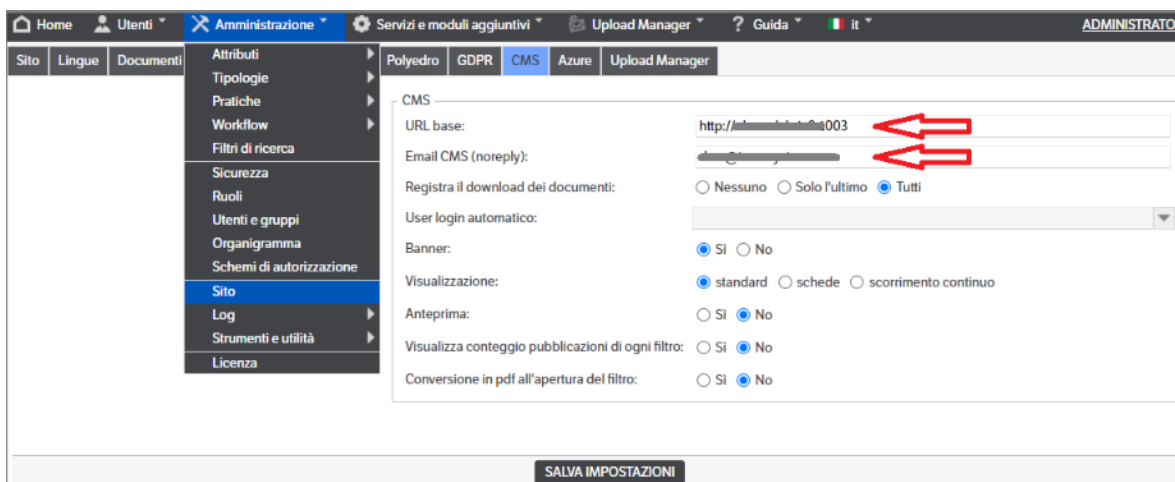 Home Utenti Amministrazione Servizi e moduli aggiuntivi Upload Manager ? Guida it ADMINISTRATO
Sito Lingue Documenti Polyedro GDPR CMS Azure Upload Manager
Attributi
Tipologie
Pratiche
Workflow
Filtri di ricerca
Sicurezza
Ruoli
Utenti e gruppi
Organigramma
Schemi di autorizzazione
Sito
Log
Strumenti e utilità
Licenza
CMS
URL base: http:// 1003
Email CMS (noreply):
Registra il download dei documenti: Nessuno Solo l'ultimo Tutti
User login automatico:
Banner: Sì No
Visualizzazione: standard schede scorrimento continuo
Anteprima: Sì No
Visualizza conteggio pubblicazioni di ogni filtro: Sì No
Conversione in pdf all'apertura del filtro: Sì No
SALVA IMPOSTAZIONI